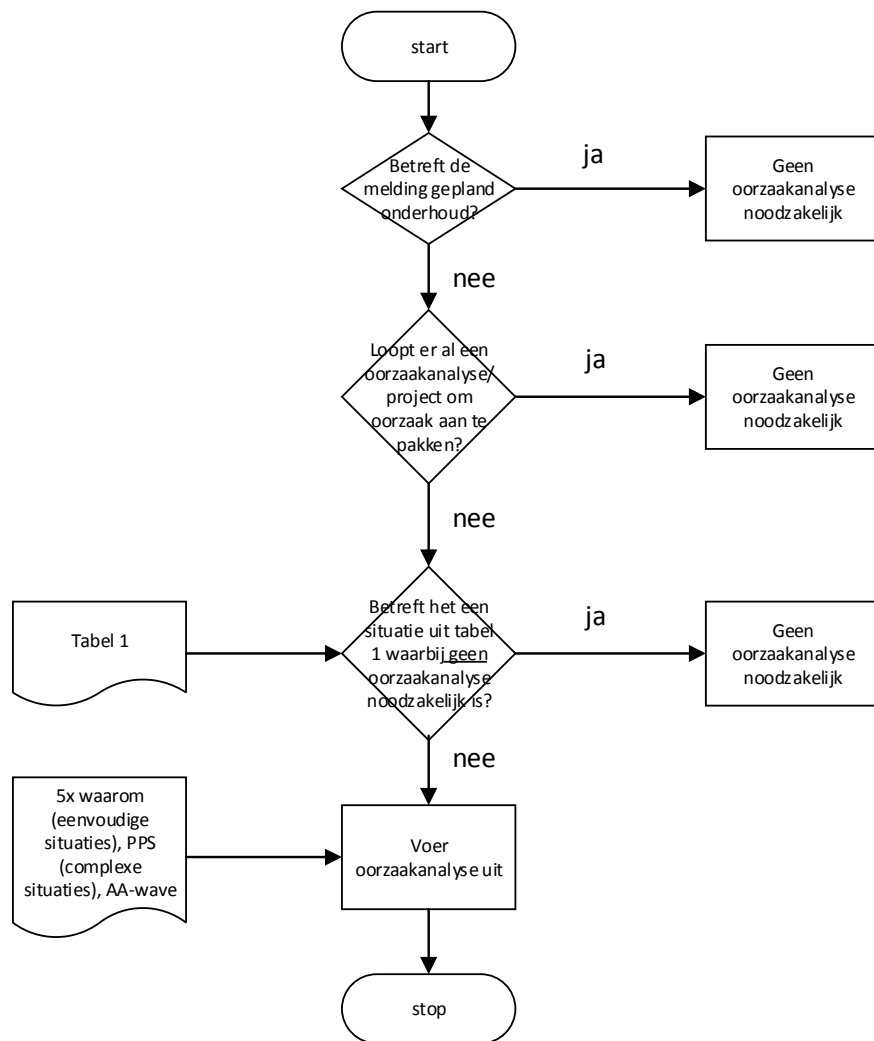 start
Betreft de
melding gepland
onderhoud?
ja
Geen
oorzaakanalyse
noodzakelijk
nee
Loopt er al een
oorzaakanalyse/
project om
oorzaak aan te
pakken?
ja
Geen
oorzaakanalyse
noodzakelijk
nee
Tabel 1
Betreft het een
situatie uit tabel
1 waarbij geen
oorzaakanalyse
noodzakelijk is?
ja
Geen
oorzaakanalyse
noodzakelijk
nee
5x waarom
(eenvoudige
situaties), PPS
(complexe
situaties), AA-wave
Voer
oorzaakanalyse uit
stop